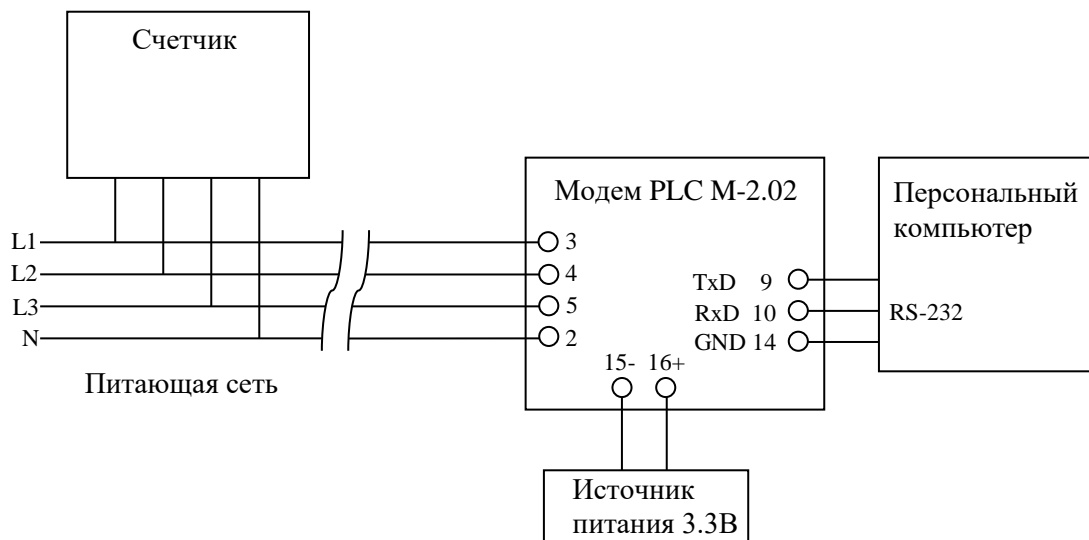 Счетчик
L1
L2
L3
N
Питающая сеть
Модем PLC М-2.02
3
4
5
2
TxD 9
RxD 10
GND 14
15- 16+
Источник
питания 3.3В
Персональный
компьютер
RS-232